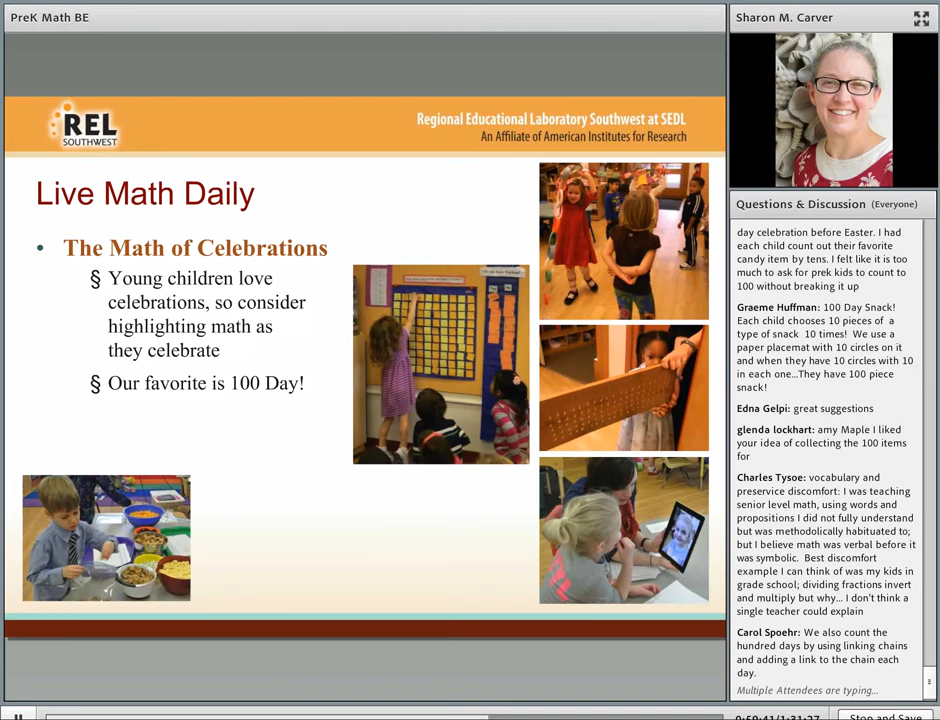 PreK Math BE
REL
SOUTHWEST
Regional Educational Laboratory Southwest at SEDL
An Affiliate of American Institutes for Research
Live Math Daily
• The Math of Celebrations
§ Young children love
celebrations, so consider
highlighting math as
they celebrate
§ Our favorite is 100 Day!
Sharon M. Carver
Questions & Discussion (Everyone)
day celebration before Easter. I had
each child count out their favorite
candy item by tens. I felt like it is too
much to ask for prek kids to count to
100 without breaking it up
Graeme Huffman: 100 Day Snack!
Each child chooses 10 pieces of a
type of snack 10 times! We use a
paper placemat with 10 circles on it
and when they have 10 circles with 10
in each one...They have 100 piece
snack!
Edna Gelpi: great suggestions
glenda lockhart: amy Maple I liked
your idea of collecting the 100 items
for
Charles Tysoe: vocabulary and
preservice discomfort: I was teaching
senior level math, using words and
propositions I did not fully understand
but was methodolically habituated to;
but I believe math was verbal before it
was symbolic. Best discomfort
example I can think of was my kids in
grade school; dividing fractions invert
and multiply but why... I don't think a
single teacher could explain
Carol Spoehr: We also count the
hundred days by using linking chains
and adding a link to the chain each
day.
Multiple Attendees are typing...
0:59:41/1:31:27
Stop and Save